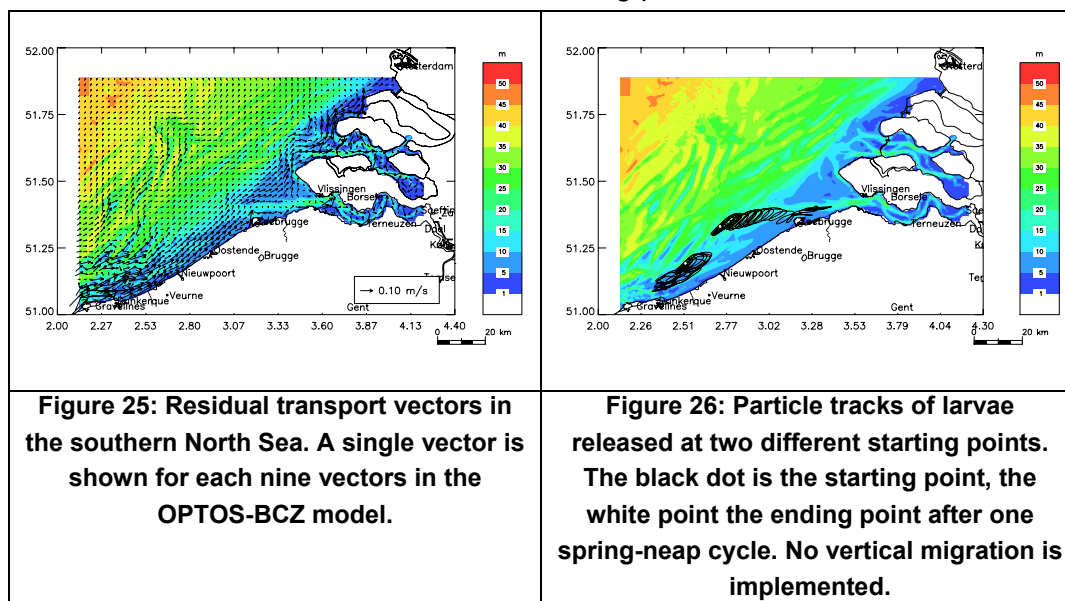 m
52.00
51.75
51.50
51.25
51.00
2.00 2.27 2.53 2.80 3.07 3.33 3.60 3.87 4.13 4.40
Vlissingen
Borsele
Terneuzen
Oostende
Brugge
Nieuwpoort
Veurne
Gravelines
Gent
0.10 m/s
50
45
40
35
30
25
20
15
10
5
1
0 20 km
m
52.00
51.75
51.50
51.25
51.00
2.00 2.26 2.51 2.77 3.02 3.28 3.53 3.79 4.04 4.30
Vlissingen
Borsele
Terneuzen
Oostende
Brugge
Nieuwpoort
Veurne
Gravelines
Gent
50
45
40
35
30
25
20
15
10
5
1
0 20 km
Figure 25: Residual transport vectors in
the southern North Sea. A single vector is
shown for each nine vectors in the
OPTOS-BCZ model.
Figure 26: Particle tracks of larvae
released at two different starting points.
The black dot is the starting point, the
white point the ending point after one
spring-neap cycle. No vertical migration is
implemented.